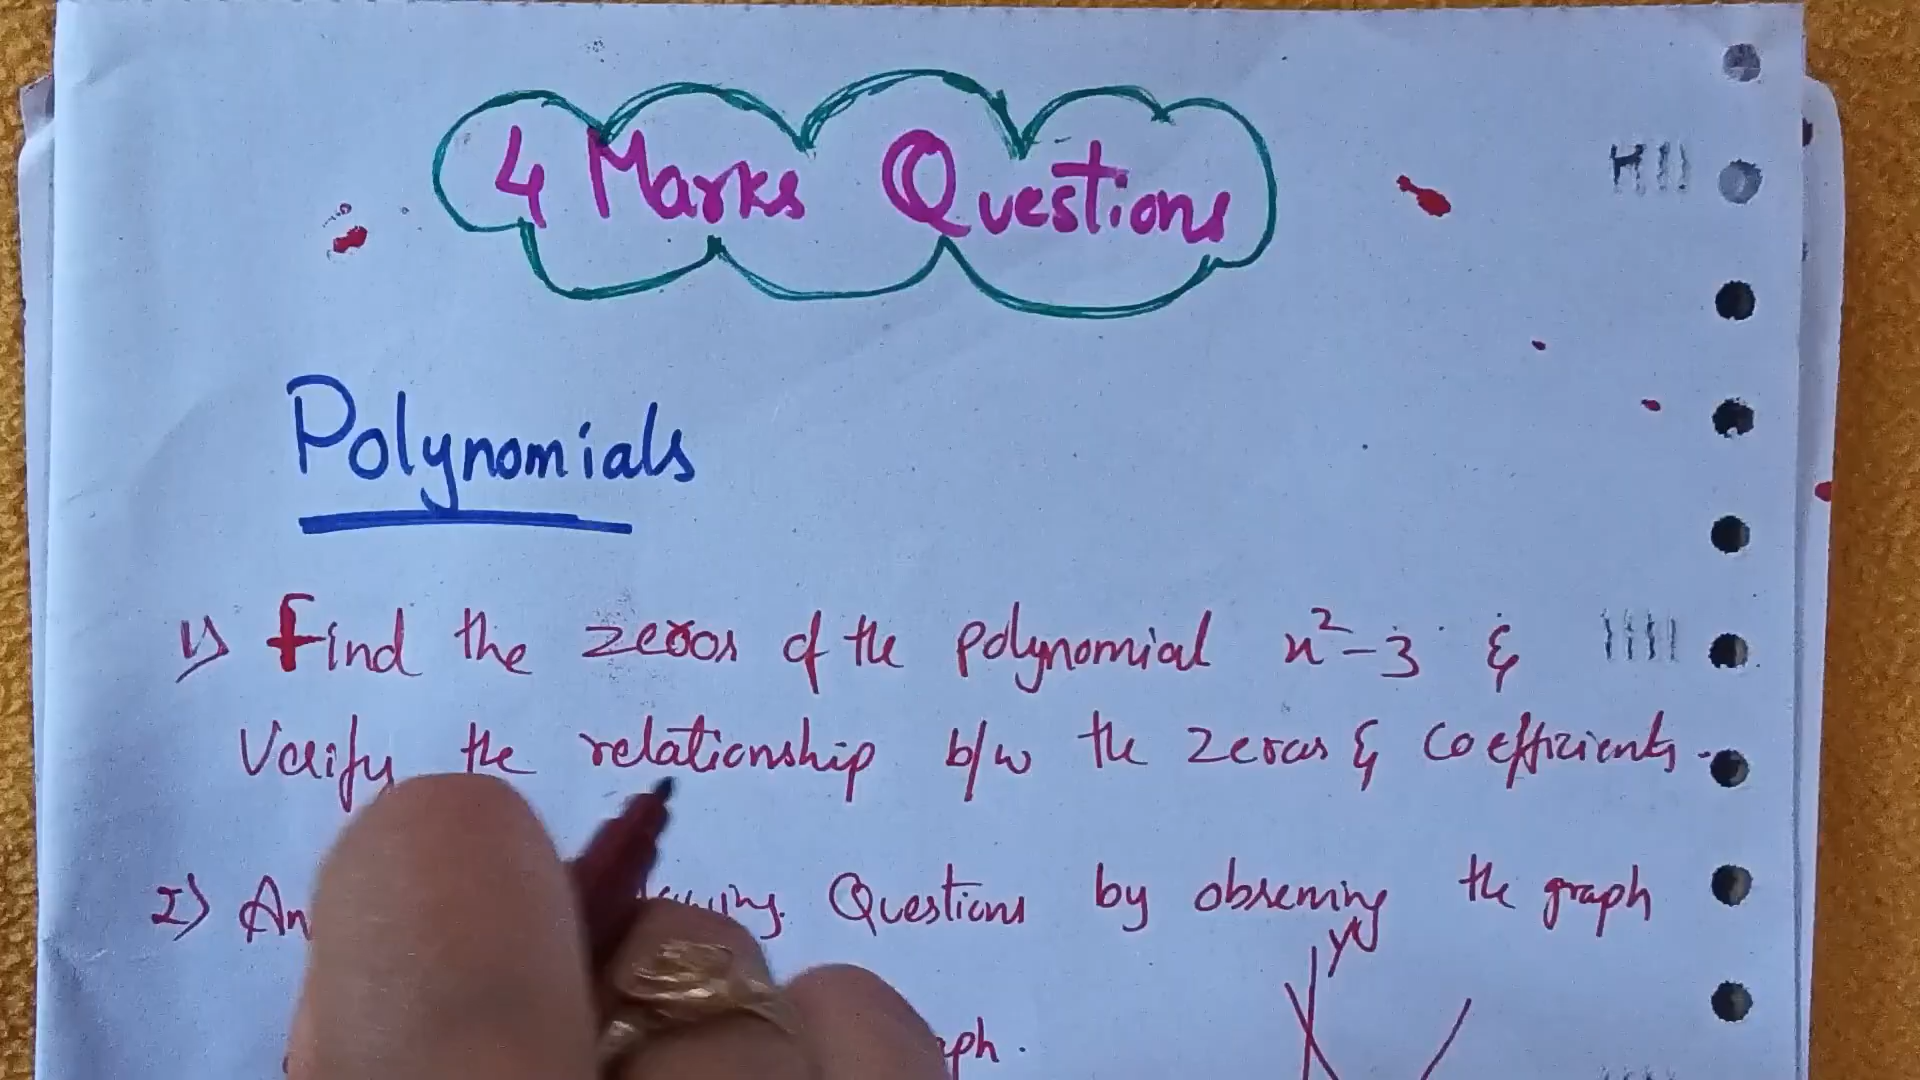 4 Marks Questions
Polynomials
1) Find the zeros of the polynomial x² - 3 &
Verify the relationship b/w the zeros & coefficients.
2) Questions by observing the graph
y